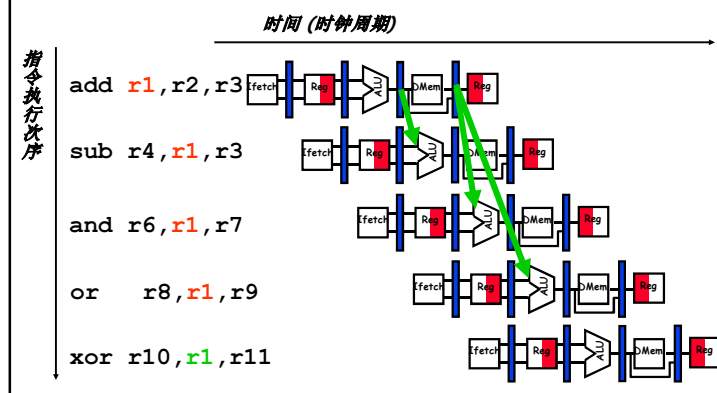 时间 (时钟周期)
指令执行次序
add r1,r2,r3
Ifetch Reg ALU DMem Reg
sub r4,r1,r3
Ifetch Reg ALU DMem Reg
and r6,r1,r7
Ifetch Reg ALU DMem Reg
or r8,r1,r9
Ifetch Reg ALU DMem Reg
xor r10,r1,r11
Ifetch Reg ALU DMem Reg